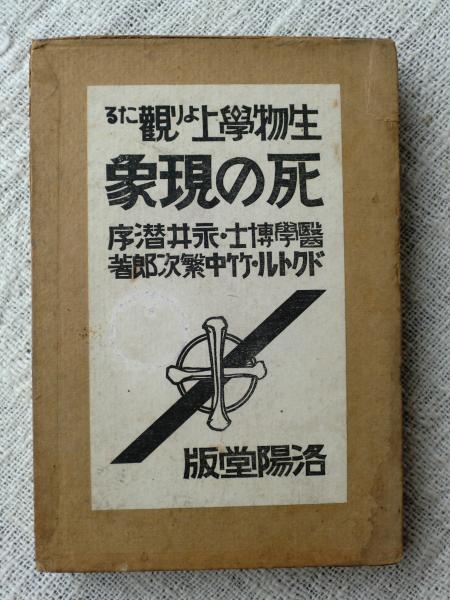 生物學上より觀たる
死の現象
醫學博士・永井潜序
ドクトル・竹中繁次郎著
洛陽堂版